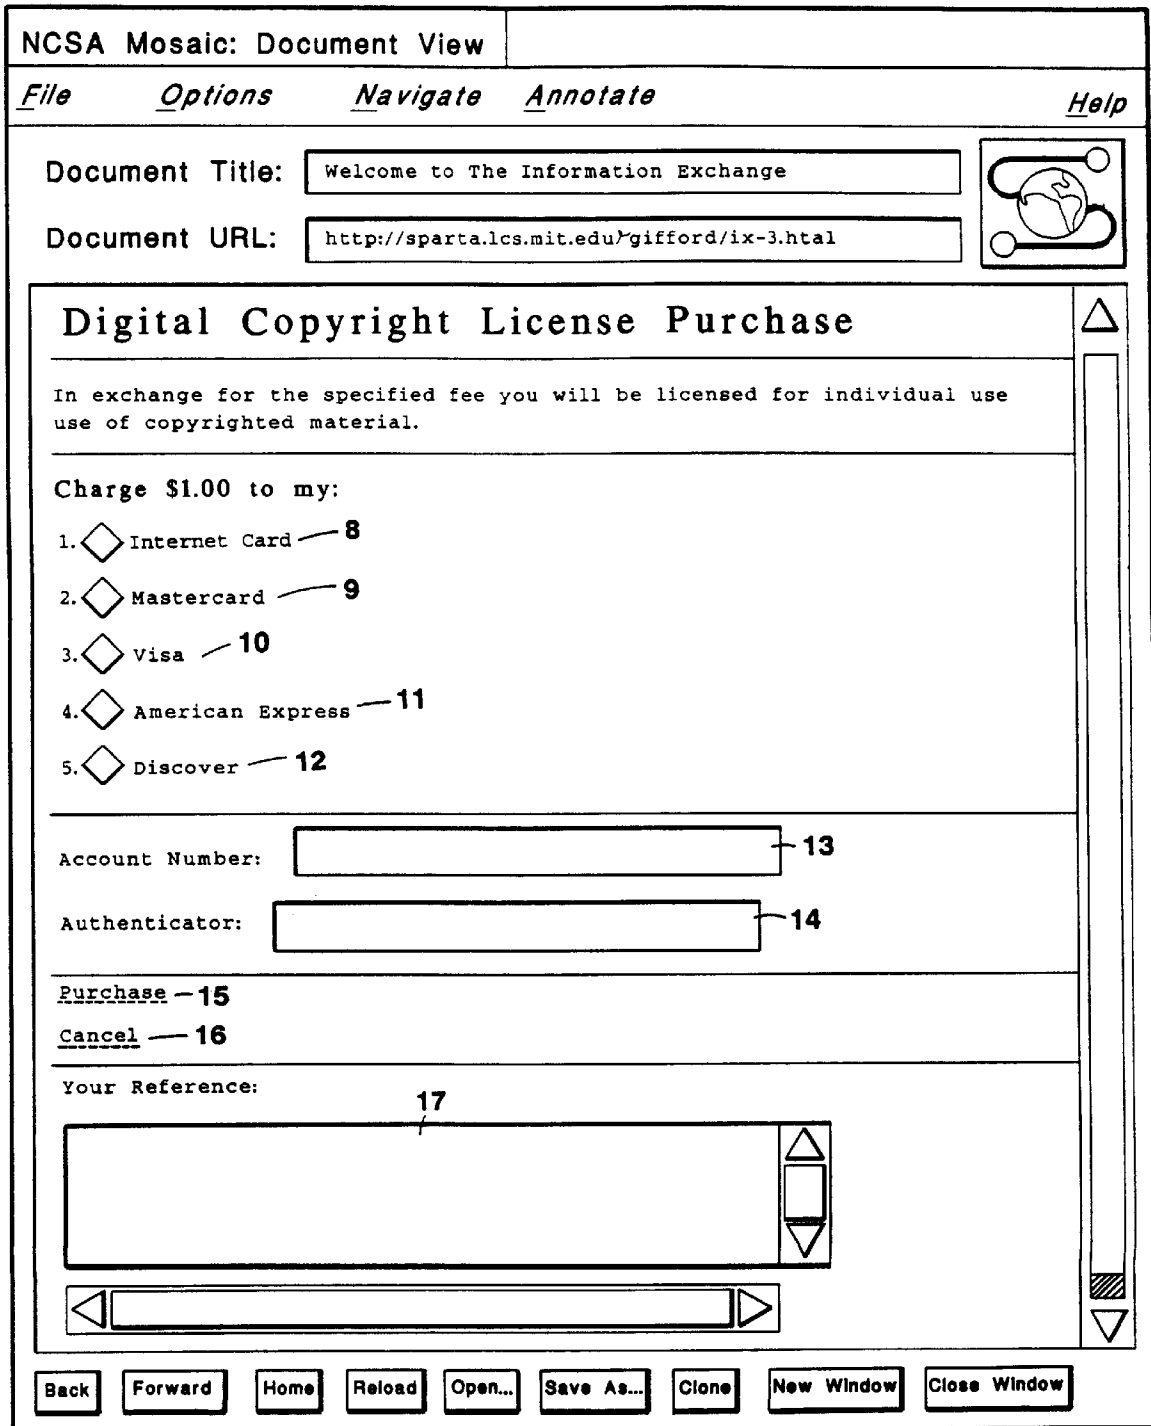 NCSA Mosaic: Document View
File Options Navigate Annotate Help
Document Title: Welcome to The Information Exchange
Document URL: http://sparta.lcs.mit.edu/~gifford/ix-3.htal
Digital Copyright License Purchase
In exchange for the specified fee you will be licensed for individual use
use of copyrighted material.
Charge $1.00 to my:
1. Internet Card 8
2. Mastercard 9
3. Visa 10
4. American Express 11
5. Discover 12
Account Number: 13
Authenticator: 14
Purchase 15
Cancel 16
Your Reference:
17
Back Forward Home Reload Open... Save As... Clone New Window Close Window